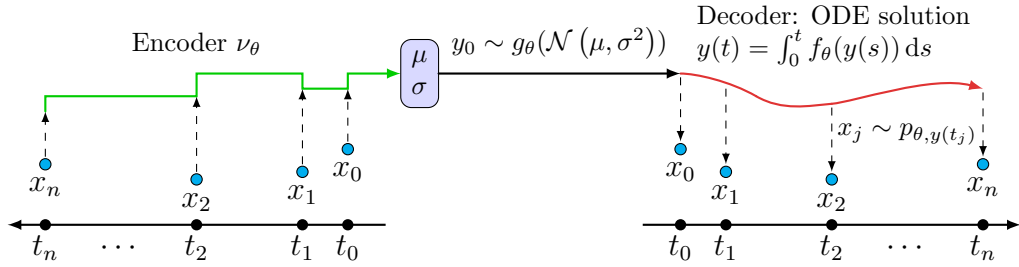 Encoder ν_θ
μ
σ
y_0 ∼ g_θ(𝒩(μ, σ²))
Decoder: ODE solution
y(t) = ∫_0^t f_θ(y(s)) ds
x_n
x_2
x_1
x_0
x_0
x_1
x_2
x_n
x_j ∼ p_{θ,y(t_j)}
t_n ⋯ t_2 t_1 t_0
t_0 t_1 t_2 ⋯ t_n